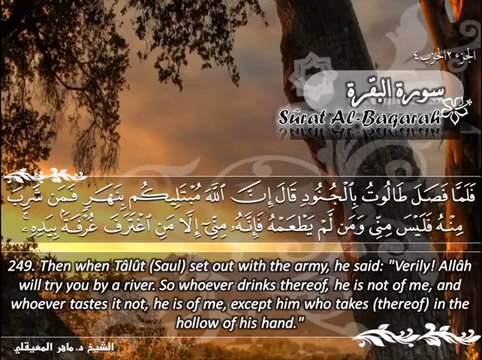 الجزء ٢ الحزب ٤
سورة البقرة
Sûrat Al-Baqarah
فَلَمَّا فَصَلَ طَالُوتُ بِالْجُنُودِ قَالَ إِنَّ اللَّهَ مُبْتَلِيكُم بِنَهَرٍ فَمَن شَرِبَ
مِنْهُ فَلَيْسَ مِنِّي وَمَن لَّمْ يَطْعَمْهُ فَإِنَّهُ مِنِّي إِلَّا مَنِ اغْتَرَفَ غُرْفَةً بِيَدِهِ ۚ
249. Then when Tâlût (Saul) set out with the army, he said: "Verily! Allâh
will try you by a river. So whoever drinks thereof, he is not of me, and
whoever tastes it not, he is of me, except him who takes (thereof) in the
hollow of his hand."
الشيخ د. ماهر المعيقلي